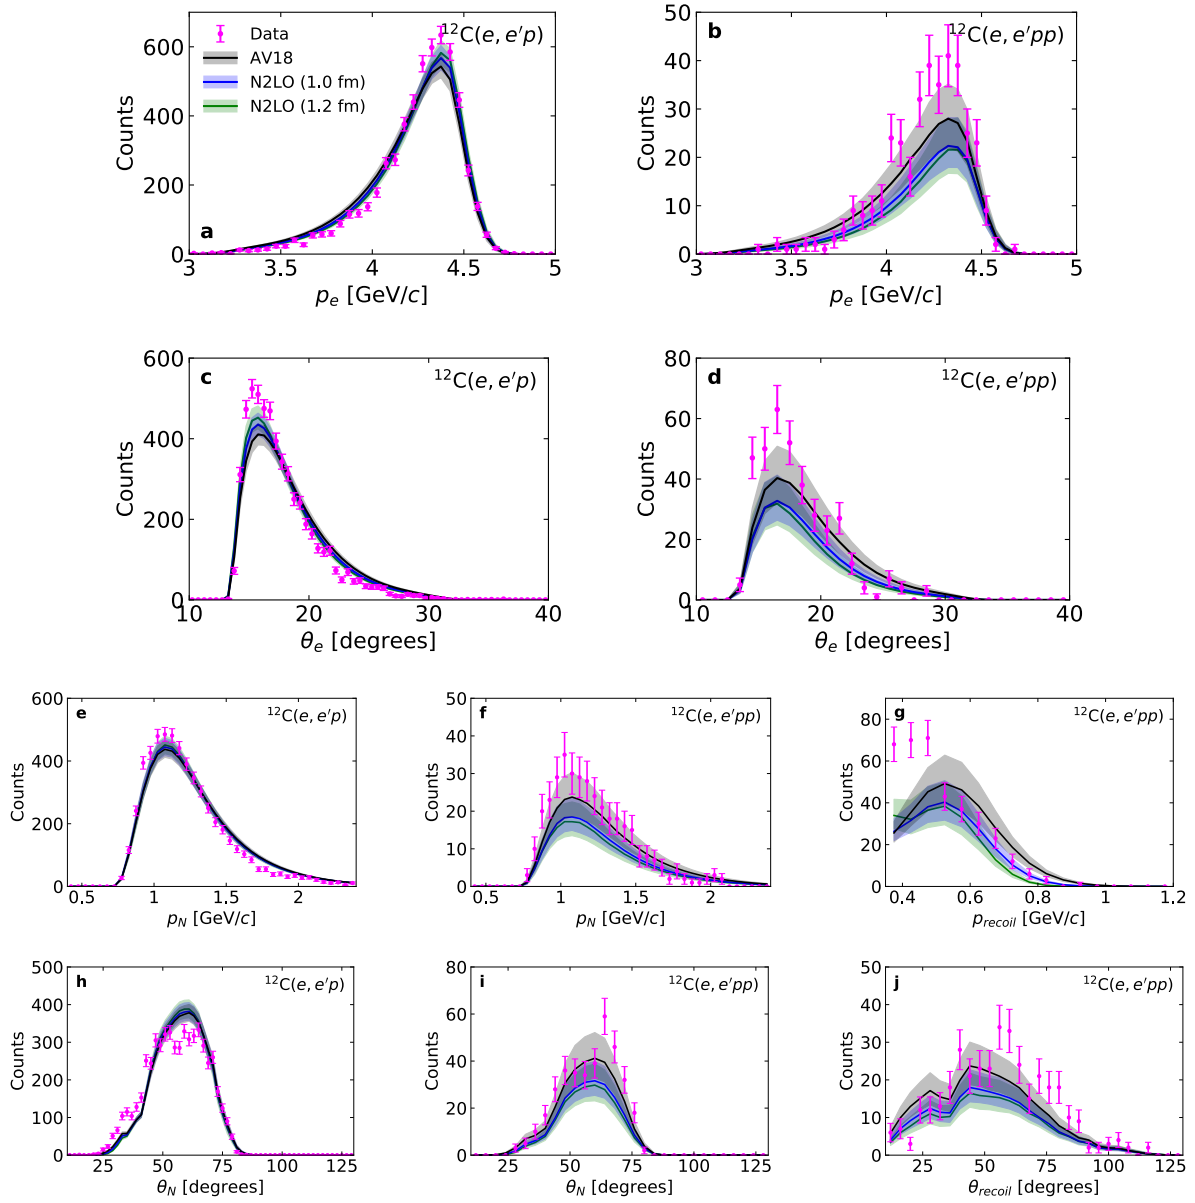 Data
AV18
N2LO (1.0 fm)
N2LO (1.2 fm)
¹²C(e, e′p)
a
Counts
0
200
400
600
3
3.5
4
4.5
5
p_e [GeV/c]
b
¹²C(e, e′pp)
Counts
0
10
20
30
40
50
3
3.5
4
4.5
5
p_e [GeV/c]
c
¹²C(e, e′p)
Counts
0
200
400
600
10
20
30
40
θ_e [degrees]
d
¹²C(e, e′pp)
Counts
0
20
40
60
80
10
20
30
40
θ_e [degrees]
e
¹²C(e, e′p)
Counts
0
200
400
600
0.5
1
1.5
2
p_N [GeV/c]
f
¹²C(e, e′pp)
Counts
0
10
20
30
40
50
0.5
1
1.5
2
p_N [GeV/c]
g
¹²C(e, e′pp)
Counts
0
20
40
60
80
0.4
0.6
0.8
1
1.2
p_recoil [GeV/c]
h
¹²C(e, e′p)
Counts
0
100
200
300
400
500
25
50
75
100
125
θ_N [degrees]
i
¹²C(e, e′pp)
Counts
0
20
40
60
80
25
50
75
100
125
θ_N [degrees]
j
¹²C(e, e′pp)
Counts
0
10
20
30
40
50
25
50
75
100
125
θ_recoil [degrees]